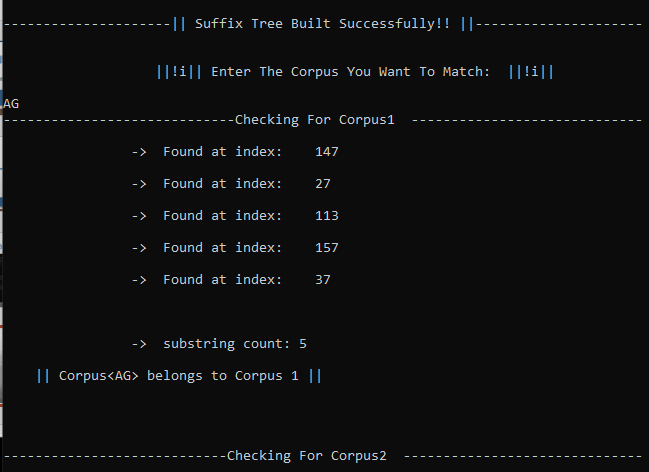 ---------------------|| Suffix Tree Built Successfully!! ||---------------------
||!i|| Enter The Corpus You Want To Match:  ||!i||
AG
-----------------------------Checking For Corpus1  -----------------------------
->  Found at index:    147
->  Found at index:    27
->  Found at index:    113
->  Found at index:    157
->  Found at index:    37
->  substring count: 5
|| Corpus<AG> belongs to Corpus 1 ||
----------------------------Checking For Corpus2  ------------------------------